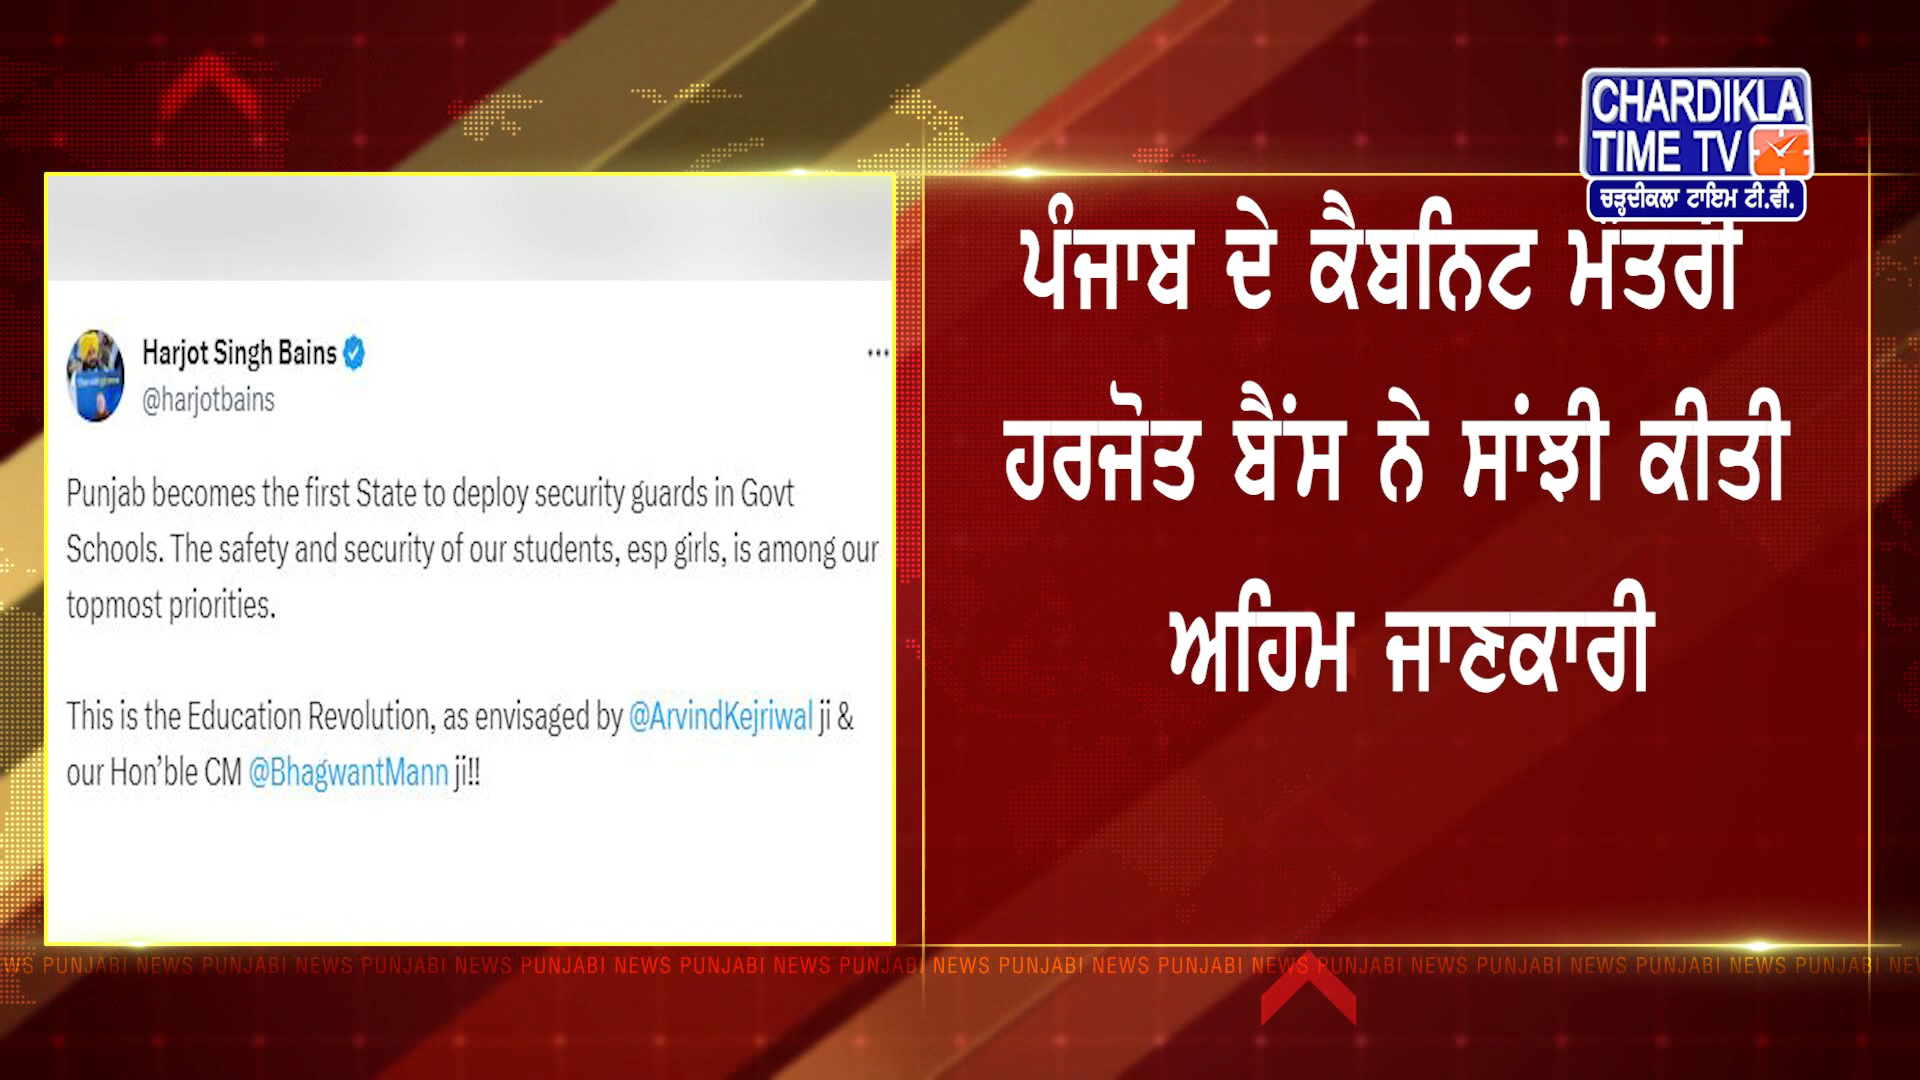 CHARDIKLA
TIME TV
ਚੜ੍ਹਦੀਕਲਾ ਟਾਇਮ ਟੀ.ਵੀ.
Harjot Singh Bains
@harjotbains
Punjab becomes the first State to deploy security guards in Govt
Schools. The safety and security of our students, esp girls, is among our
topmost priorities.
This is the Education Revolution, as envisaged by @ArvindKejriwal ji &
our Hon'ble CM @BhagwantMann ji!!
ਪੰਜਾਬ ਦੇ ਕੈਬਨਿਟ ਮੰਤਰੀ
ਹਰਜੋਤ ਬੈਂਸ ਨੇ ਸਾਂਝੀ ਕੀਤੀ
ਅਹਿਮ ਜਾਣਕਾਰੀ
WS PUNJABI NEWS PUNJABI NEWS PUNJABI NEWS PUNJABI NEWS PUNJABI NEWS PUNJABI NEWS PUNJABI NEWS PUNJABI NEWS PUNJABI NEWS PUNJABI NEWS PUNJABI NEWS PUNJABI NE